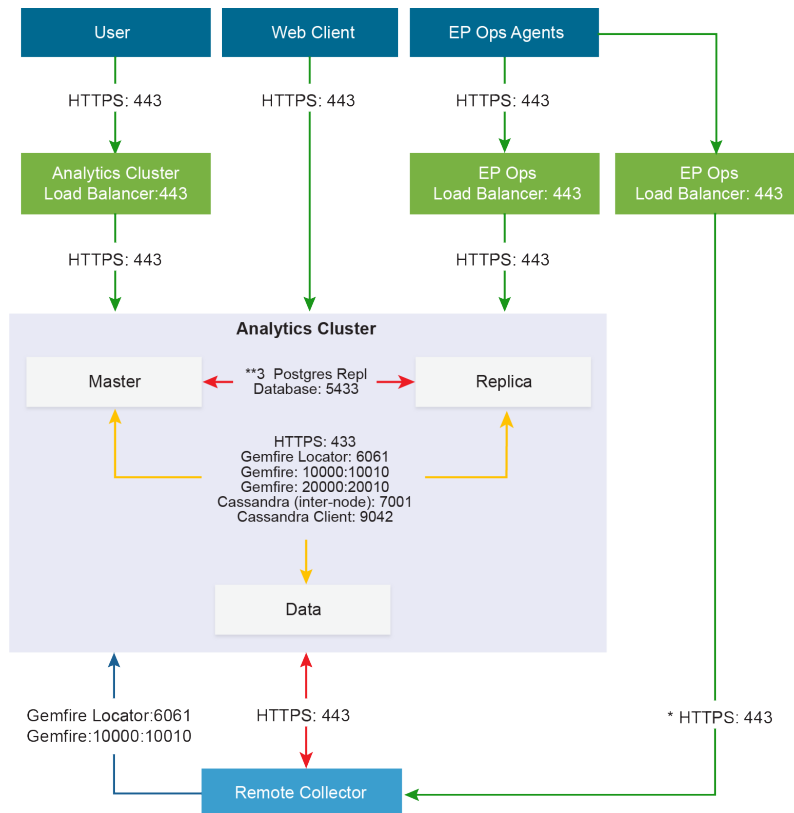 User
Web Client
EP Ops Agents
HTTPS: 443
HTTPS: 443
HTTPS: 443
Analytics Cluster
Load Balancer:443
EP Ops
Load Balancer: 443
EP Ops
Load Balancer: 443
HTTPS: 443
HTTPS: 443
Analytics Cluster
Master
**3 Postgres Repl
Database: 5433
Replica
HTTPS: 433
Gemfire Locator: 6061
Gemfire: 10000:10010
Gemfire: 20000:20010
Cassandra (inter-node): 7001
Cassandra Client: 9042
Data
Gemfire Locator:6061
Gemfire:10000:10010
HTTPS: 443
* HTTPS: 443
Remote Collector